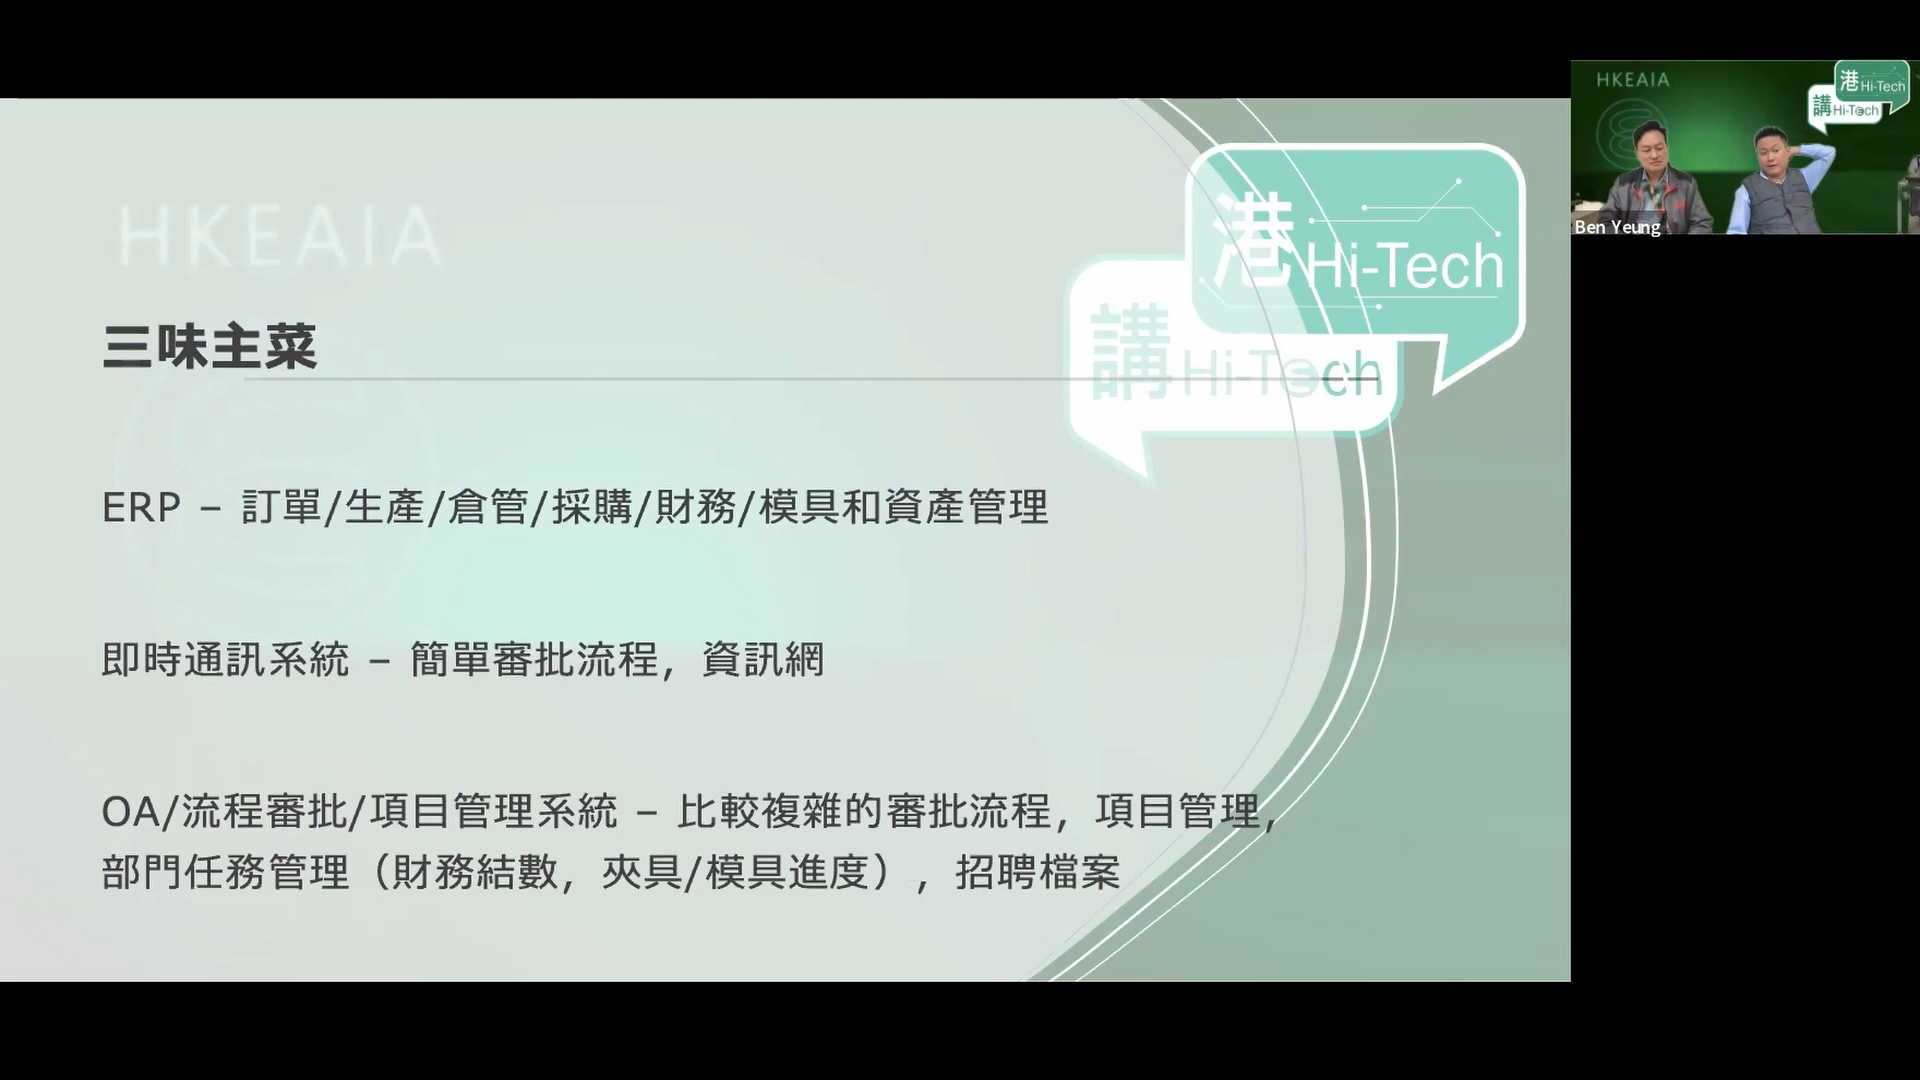 HKEAIA
港 Hi-Tech
講 Hi-Tech
三味主菜
ERP – 訂單/生產/倉管/採購/財務/模具和資產管理
即時通訊系統 – 簡單審批流程，資訊網
OA/流程審批/項目管理系統 – 比較複雜的審批流程，項目管理，
部門任務管理（財務結數，夾具/模具進度），招聘檔案
HKEAIA
港 Hi-Tech
講 Hi-Tech
Ben Yeung